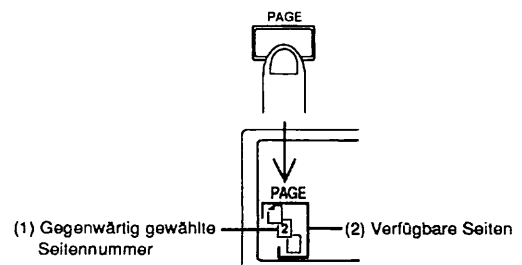 PAGE
PAGE
2
(1) Gegenwärtig gewählte
Seitennummer
(2) Verfügbare Seiten